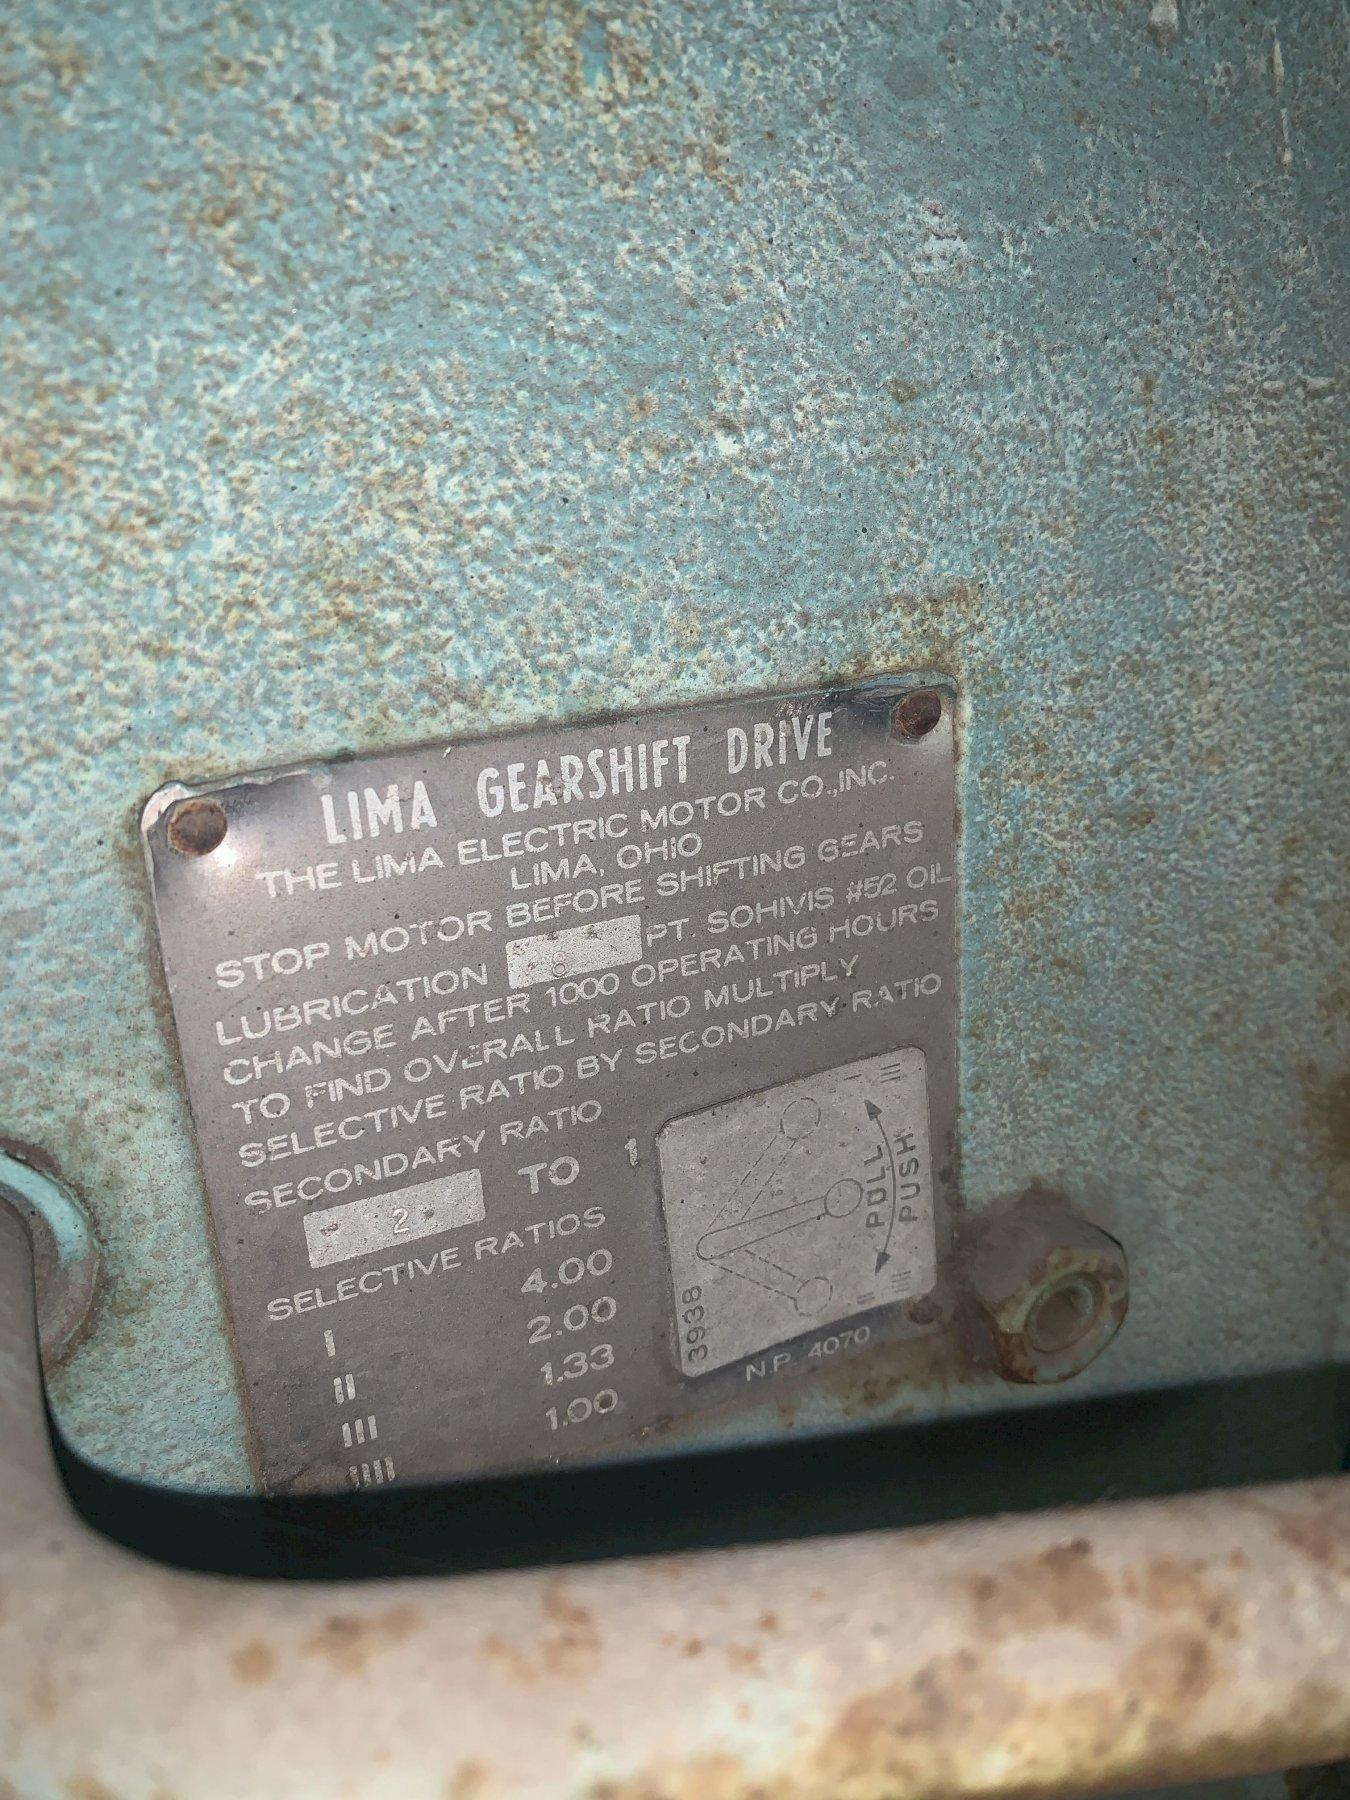 LIMA GEARSHIFT DRIVE
THE LIMA ELECTRIC MOTOR CO.,INC.
LIMA, OHIO
STOP MOTOR BEFORE SHIFTING GEARS
LUBRICATION 8 PT. SOHIVIS #52 OIL
CHANGE AFTER 1000 OPERATING HOURS
TO FIND OVERALL RATIO MULTIPLY
SELECTIVE RATIO BY SECONDARY RATIO
SECONDARY RATIO
2 TO 1
SELECTIVE RATIOS
I 4.00
II 2.00
III 1.33
IIII 1.00
I III
PULL
PUSH
II IIII
3938
N.P. 4070